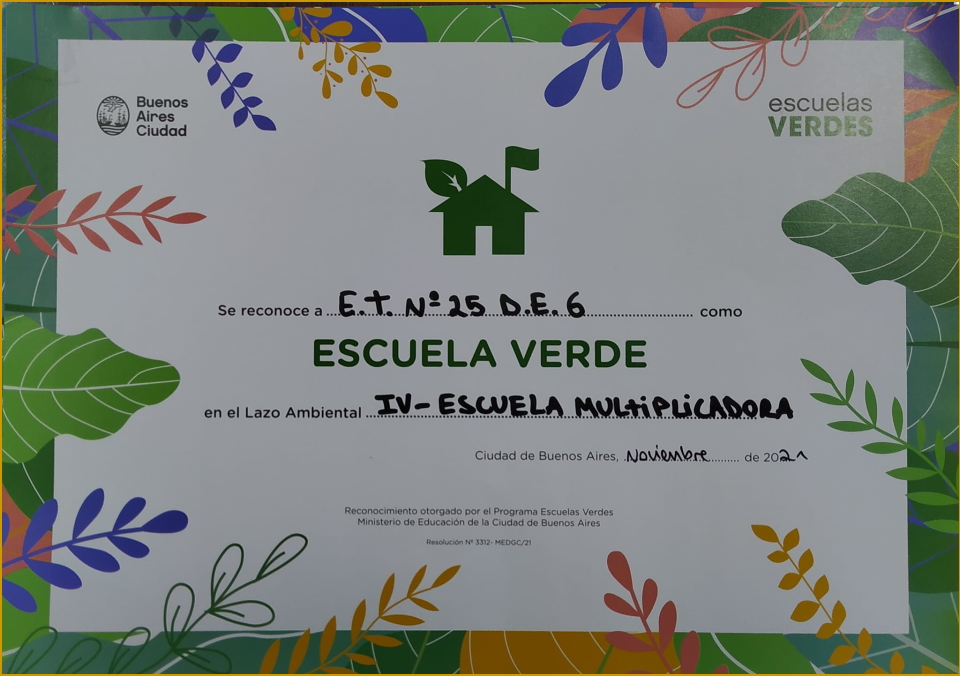 Buenos
Aires
Ciudad
escuelas
VERDES
Se reconoce a E.T. Nº 25 D.E. 6 como
ESCUELA VERDE
en el Lazo Ambiental IV- ESCUELA MULTIPLICADORA
Ciudad de Buenos Aires, Noviembre de 2021
Reconocimiento otorgado por el Programa Escuelas Verdes
Ministerio de Educación de la Ciudad de Buenos Aires
Resolución Nº 3312- MEDGC/21